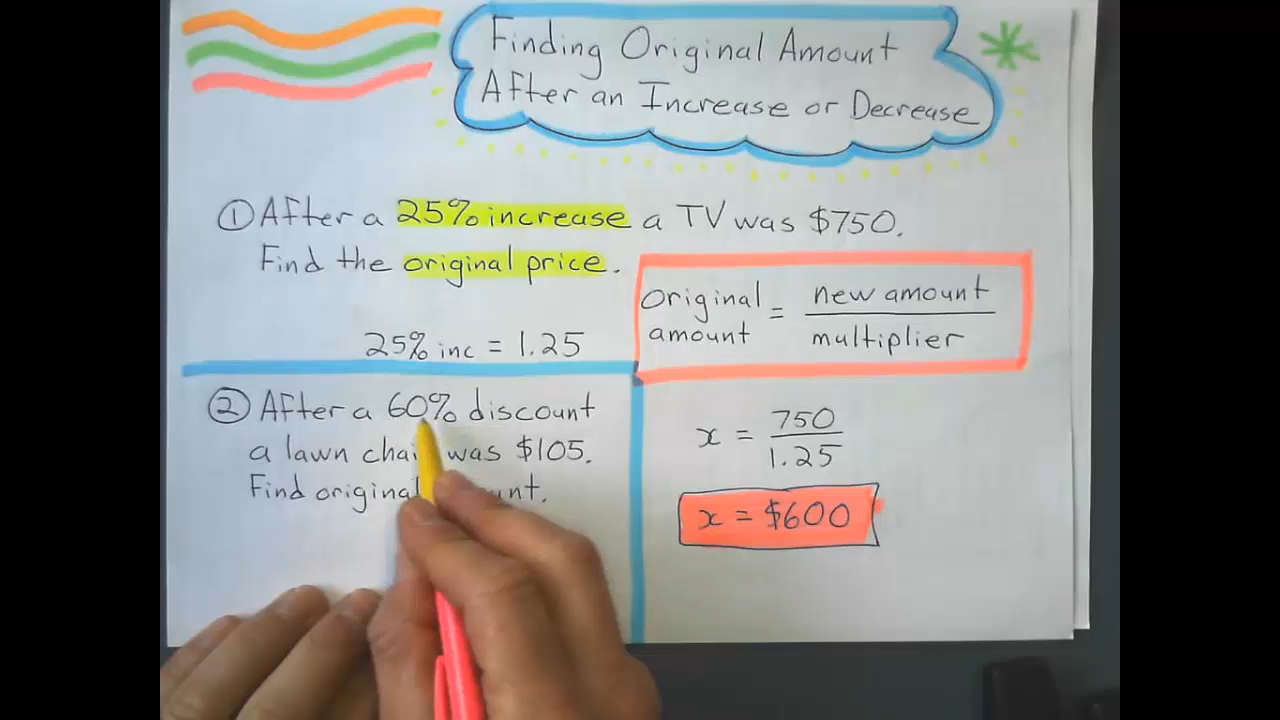 Finding Original Amount
After an Increase or Decrease
① After a 25% increase a TV was $750.
Find the original price.
25% inc = 1.25
Original amount = new amount / multiplier
x = 750 / 1.25
x = $600
② After a 60% discount
a lawn was $105.
Find original